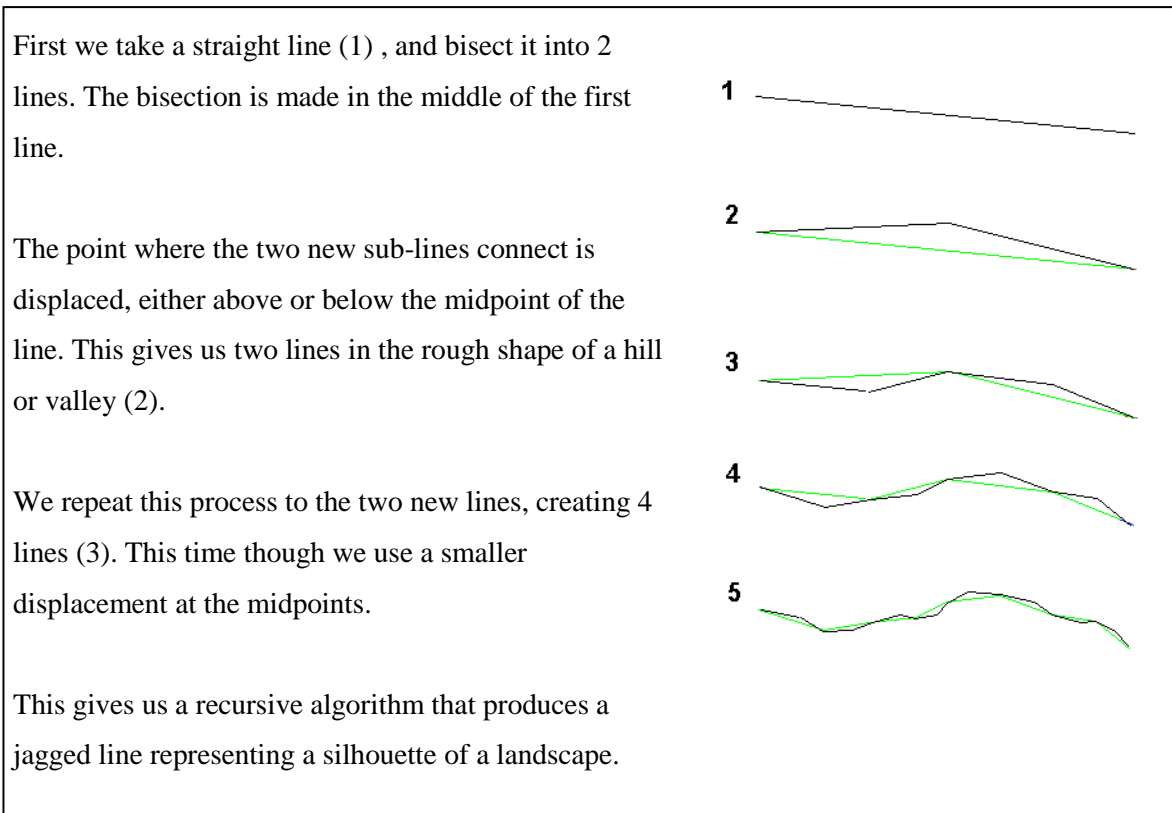 First we take a straight line (1) , and bisect it into 2
lines. The bisection is made in the middle of the first
line.
The point where the two new sub-lines connect is
displaced, either above or below the midpoint of the
line. This gives us two lines in the rough shape of a hill
or valley (2).
We repeat this process to the two new lines, creating 4
lines (3). This time though we use a smaller
displacement at the midpoints.
This gives us a recursive algorithm that produces a
jagged line representing a silhouette of a landscape.
1
2
3
4
5